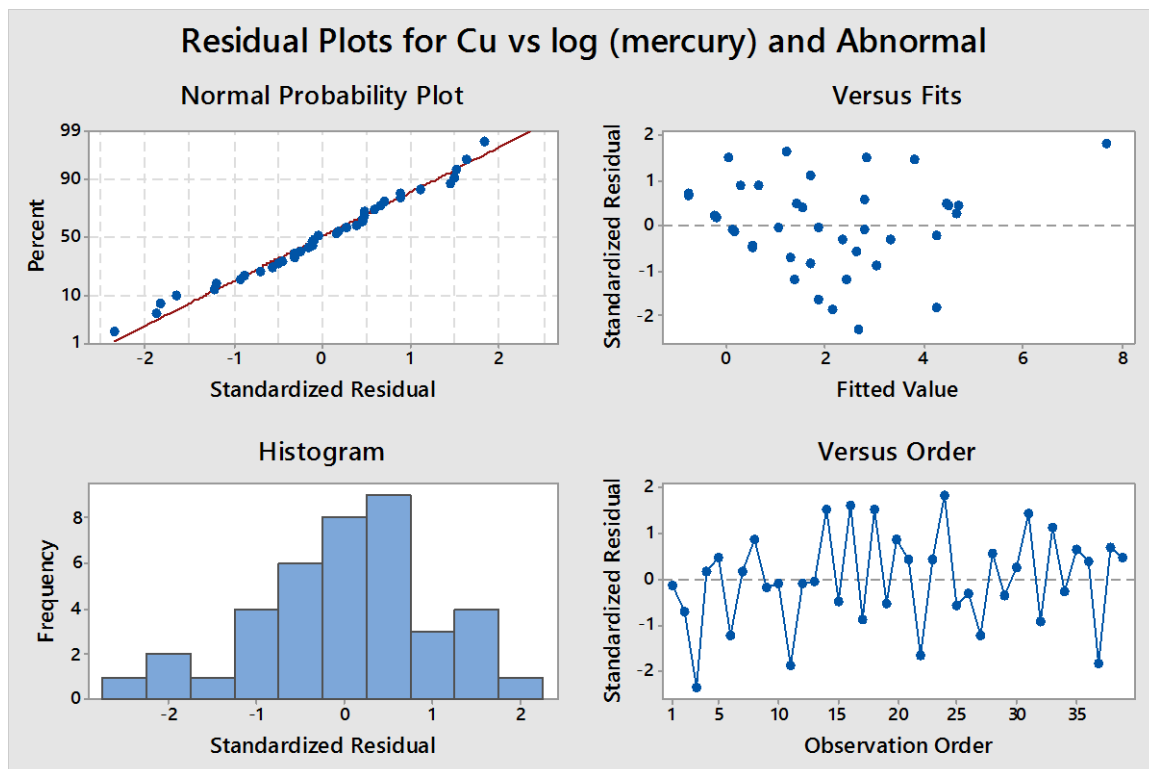 Residual Plots for Cu vs log (mercury) and Abnormal
Normal Probability Plot
99
90
50
10
1
Percent
-2 -1 0 1 2
Standardized Residual
Versus Fits
2
1
0
-1
-2
Standardized Residual
0 2 4 6 8
Fitted Value
Histogram
8
6
4
2
0
Frequency
-2 -1 0 1 2
Standardized Residual
Versus Order
2
1
0
-1
-2
Standardized Residual
1 5 10 15 20 25 30 35
Observation Order